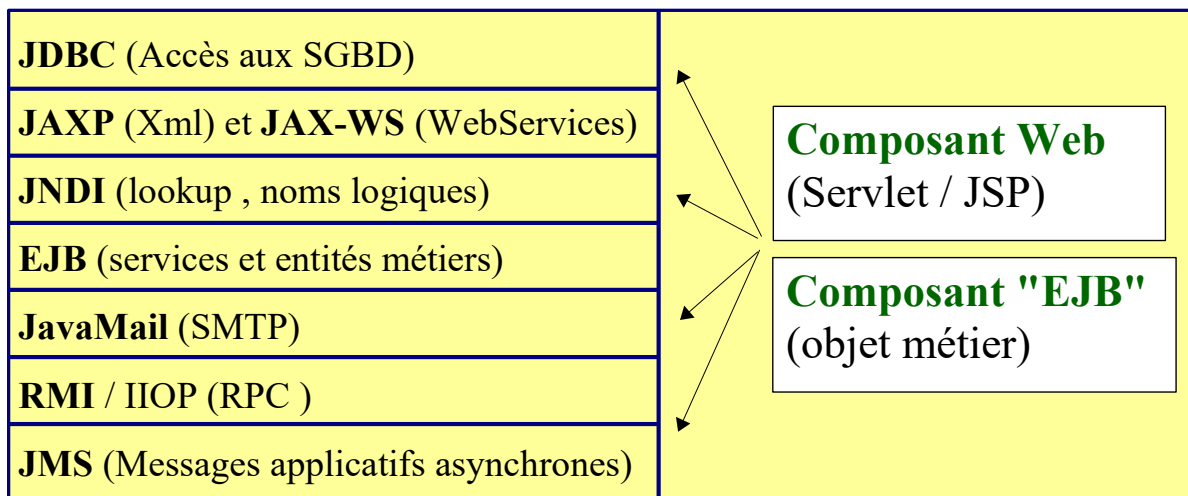 JDBC (Accès aux SGBD)
JAXP (Xml) et JAX-WS (WebServices)
JNDI (lookup , noms logiques)
EJB (services et entités métiers)
JavaMail (SMTP)
RMI / IIOP (RPC )
JMS (Messages applicatifs asynchrones)
Composant Web
(Servlet / JSP)
Composant "EJB"
(objet métier)